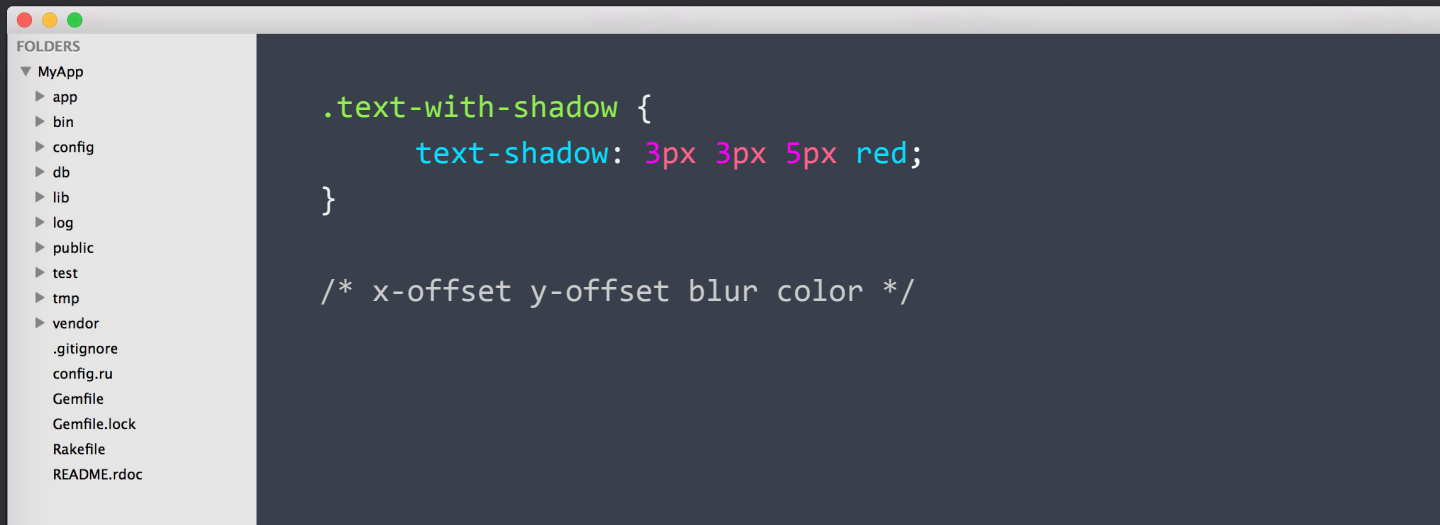 FOLDERS
MyApp
app
bin
config
db
lib
log
public
test
tmp
vendor
.gitignore
config.ru
Gemfile
Gemfile.lock
Rakefile
README.rdoc
.text-with-shadow {
text-shadow: 3px 3px 5px red;
}
/* x-offset y-offset blur color */